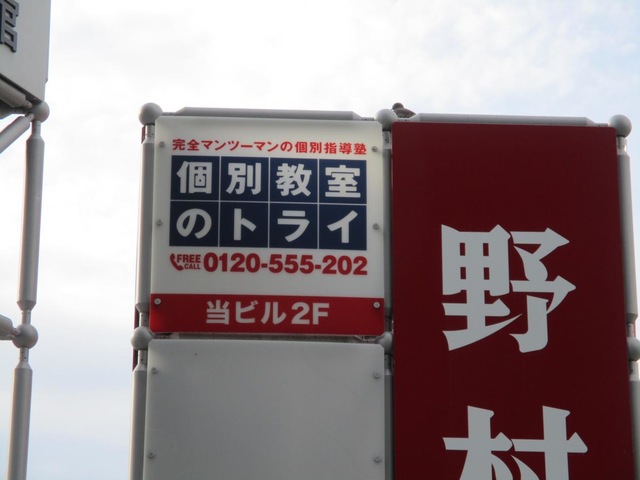 完全マンツーマンの個別指導塾
個別教室
のトライ
FREE
CALL
0120-555-202
当ビル2F
野村